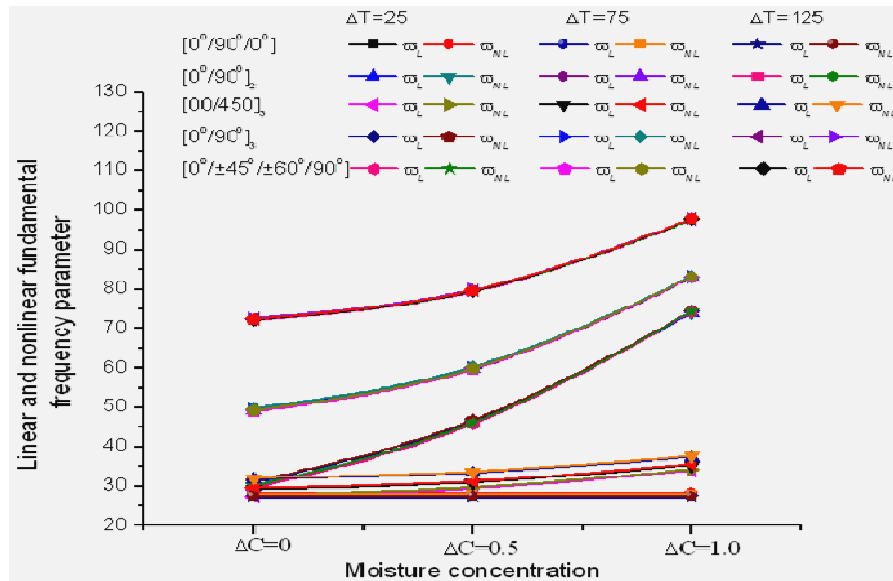 ΔT=25 ΔT=75 ΔT=125
[0°/90°/0°] ϖL ϖNL ϖL ϖNL ϖL ϖNL
[0°/90°]2 ϖL ϖNL ϖL ϖNL ϖL ϖNL
[00/450]3 ϖL ϖNL ϖL ϖNL ϖL ϖNL
[0°/90°]3 ϖL ϖNL ϖL ϖNL ϖL ϖNL
[0°/±45°/±60°/90°] ϖL ϖNL ϖL ϖNL ϖL ϖNL
130
120
110
100
90
80
70
60
50
40
30
20
Linear and nonlinear fundamental
frequency parameter
ΔC=0 ΔC=0.5 ΔC=1.0
Moisture concentration